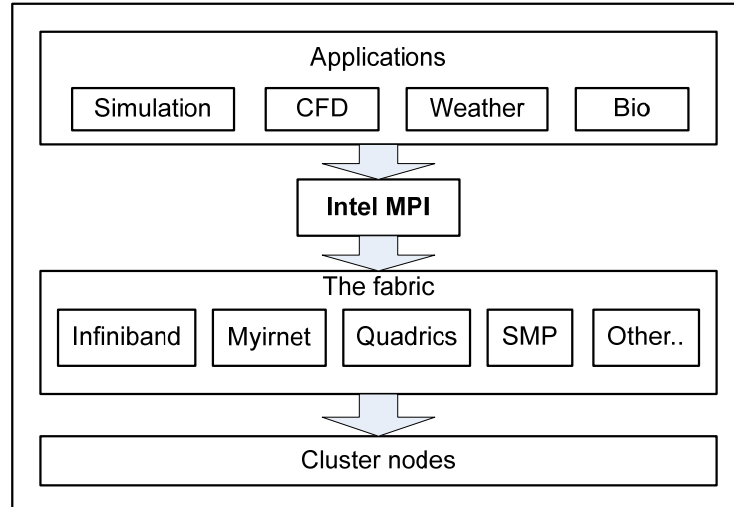 Applications
Simulation CFD Weather Bio
Intel MPI
The fabric
Infiniband Myirnet Quadrics SMP Other..
Cluster nodes